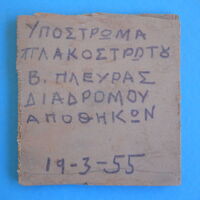 ΥΠΟΣΤΡΩΜΑ
ΠΛΑΚΟΣΤΡΩΤΟΥ
Β. ΠΛΕΥΡΑΣ
ΔΙΑΔΡΟΜΟΥ
ΑΠΟΘΗΚΩΝ
19-3-55